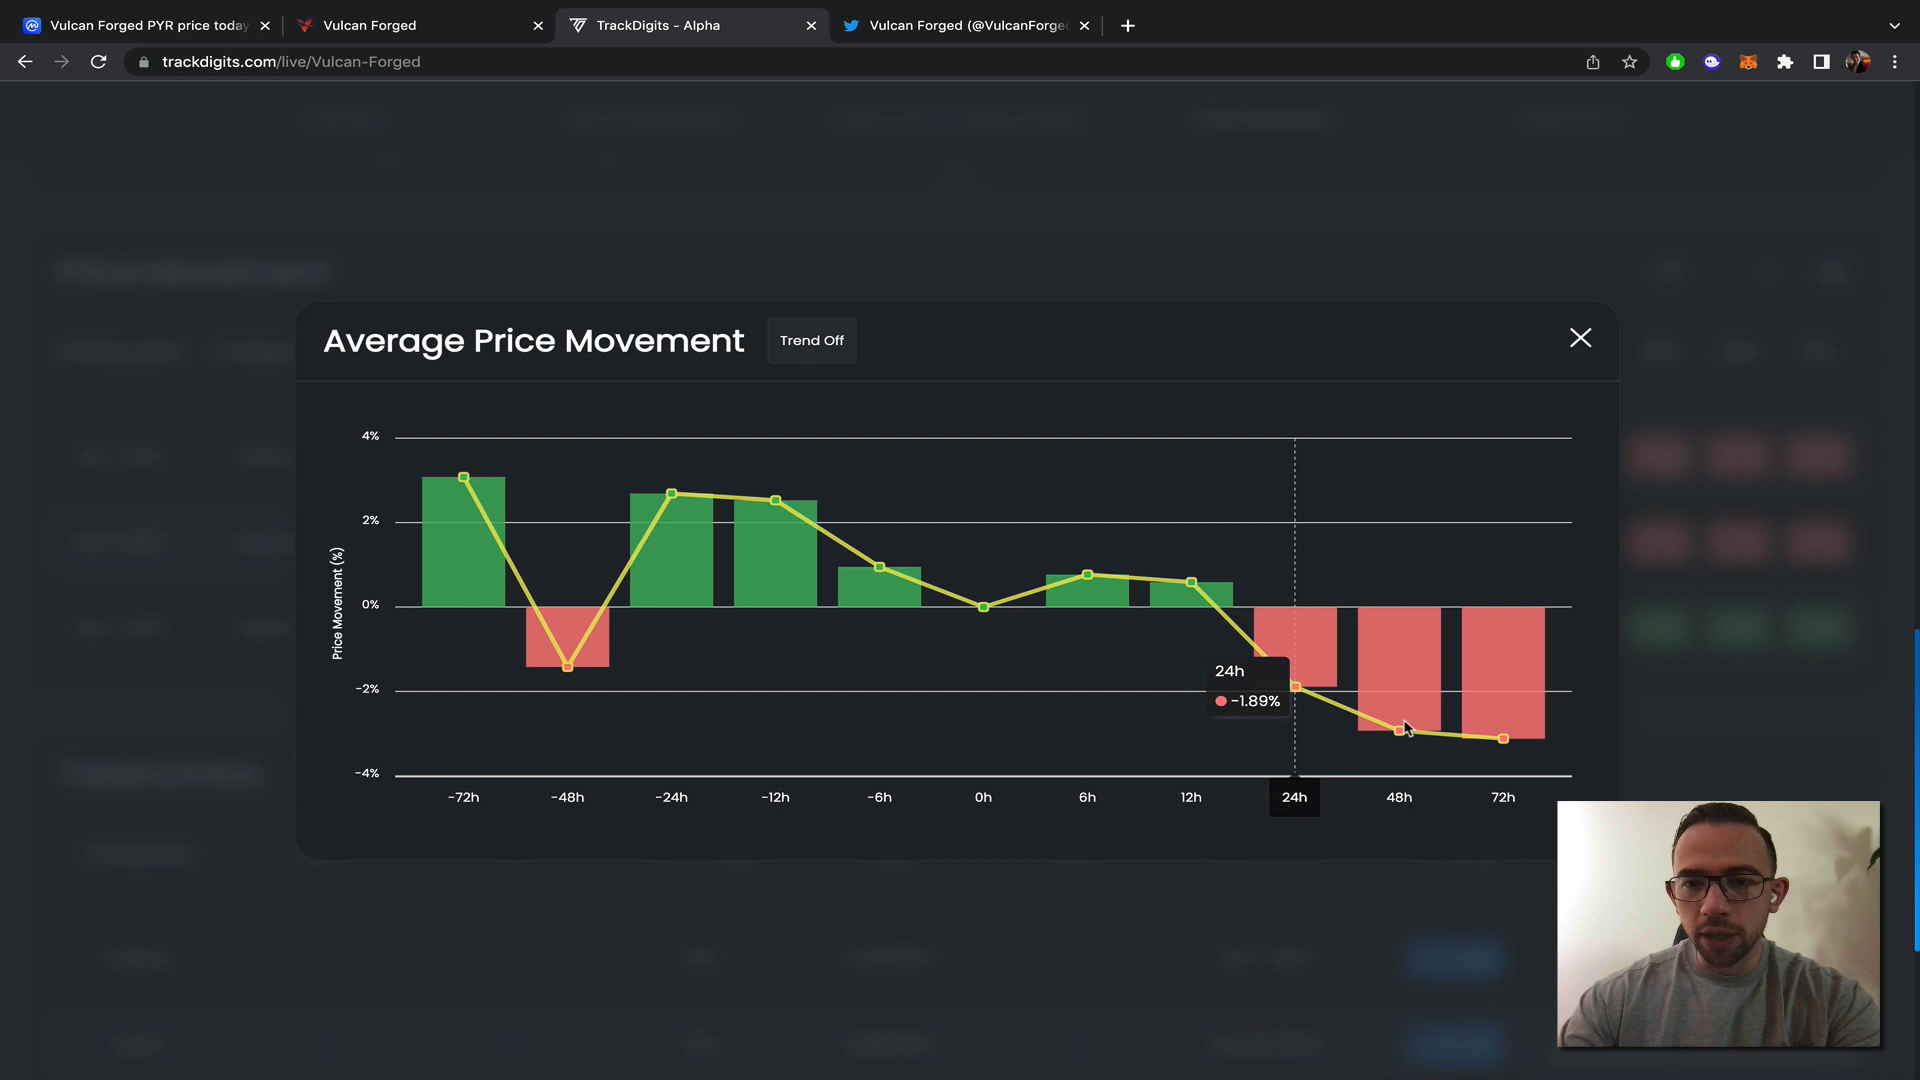 Vulcan Forged PYR price today
Vulcan Forged
TrackDigits - Alpha
Vulcan Forged (@VulcanForge
trackdigits.com/live/Vulcan-Forged
Average Price Movement
Trend Off
Price Movement (%)
4%
2%
0%
-2%
-4%
24h
-1.89%
-72h
-48h
-24h
-12h
-6h
0h
6h
12h
24h
48h
72h